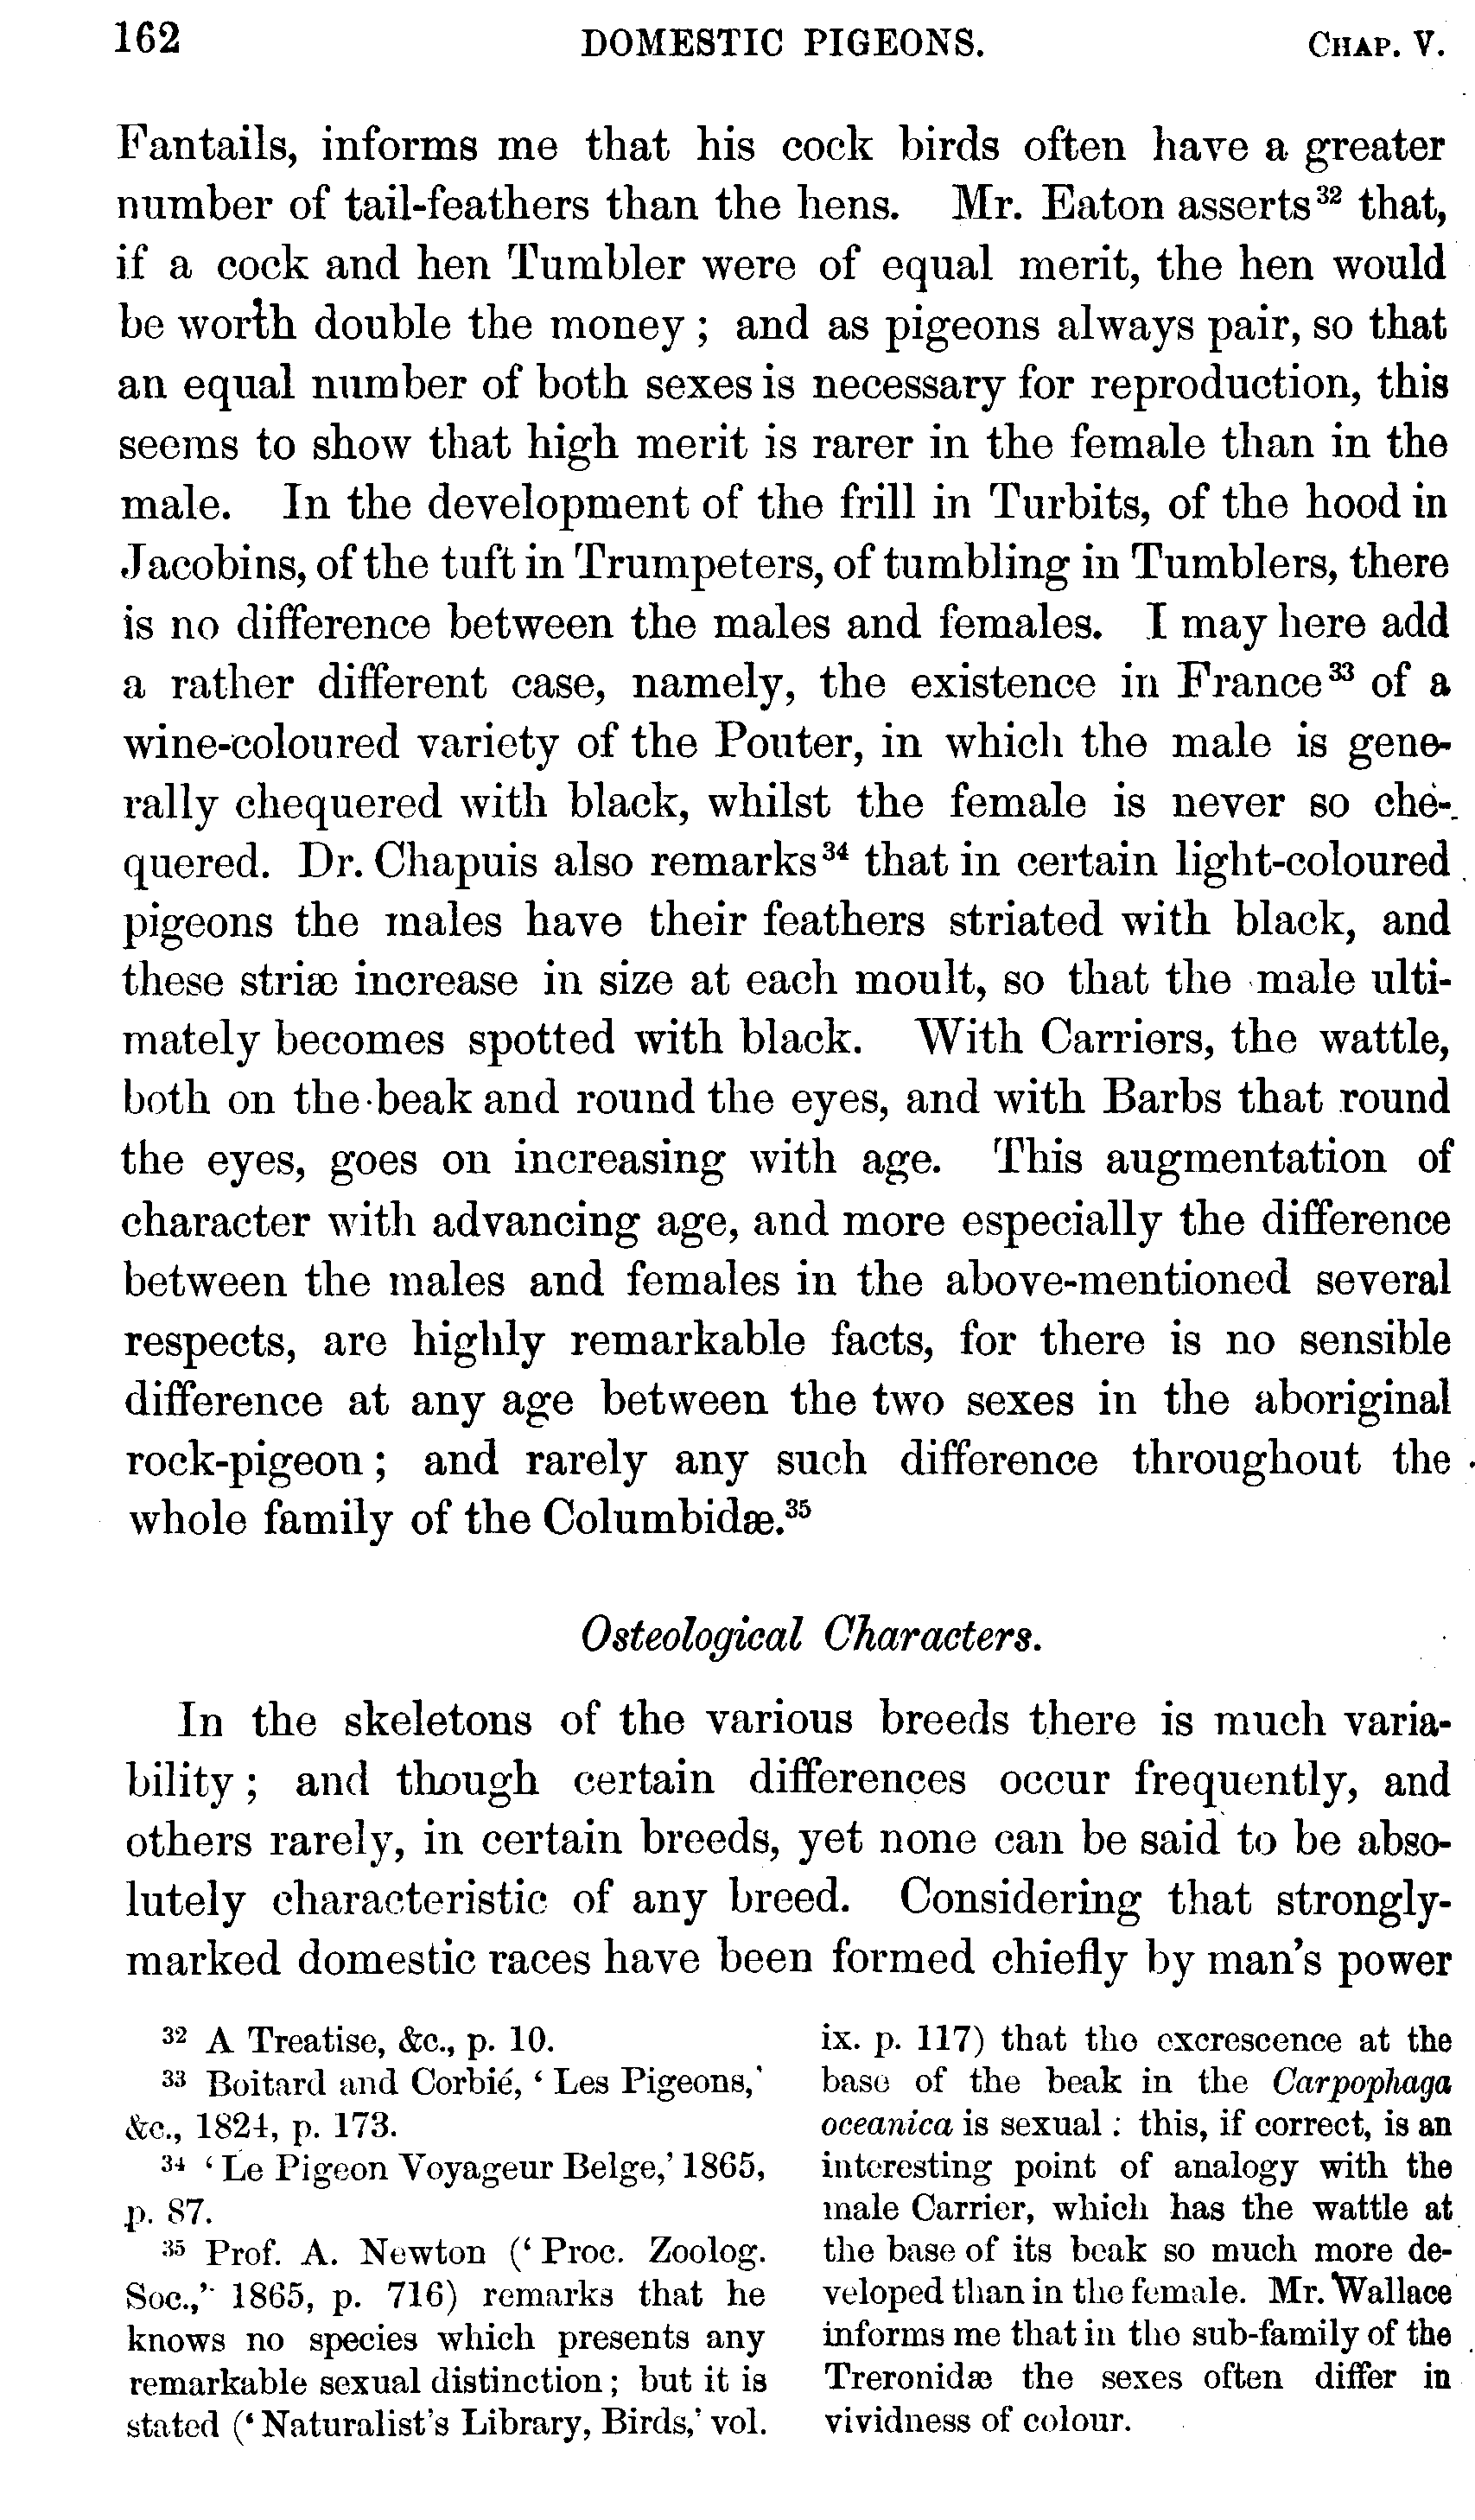 162 DOMESTIC PIGEONS. CHAP. V.
Fantails, informs me that his cock birds often have a greater
number of tail-feathers than the hens. Mr. Eaton asserts³² that,
if a cock and hen Tumbler were of equal merit, the hen would
be worth double the money; and as pigeons always pair, so that
an equal number of both sexes is necessary for reproduction, this
seems to show that high merit is rarer in the female than in the
male. In the development of the frill in Turbits, of the hood in
Jacobins, of the tuft in Trumpeters, of tumbling in Tumblers, there
is no difference between the males and females. I may here add
a rather different case, namely, the existence in France³³ of a
wine-coloured variety of the Pouter, in which the male is gene-
rally chequered with black, whilst the female is never so che-
quered. Dr. Chapuis also remarks³⁴ that in certain light-coloured
pigeons the males have their feathers striated with black, and
these striæ increase in size at each moult, so that the male ulti-
mately becomes spotted with black. With Carriers, the wattle,
both on the beak and round the eyes, and with Barbs that round
the eyes, goes on increasing with age. This augmentation of
character with advancing age, and more especially the difference
between the males and females in the above-mentioned several
respects, are highly remarkable facts, for there is no sensible
difference at any age between the two sexes in the aboriginal
rock-pigeon; and rarely any such difference throughout the
whole family of the Columbidæ.³⁵
Osteological Characters.
In the skeletons of the various breeds there is much varia-
bility; and though certain differences occur frequently, and
others rarely, in certain breeds, yet none can be said to be abso-
lutely characteristic of any breed. Considering that strongly-
marked domestic races have been formed chiefly by man's power
³² A Treatise, &c., p. 10.
³³ Boitard and Corbié, ‘Les Pigeons,’
&c., 1824, p. 173.
³⁴ ‘Le Pigeon Voyageur Belge,’ 1865,
p. 87.
³⁵ Prof. A. Newton (‘Proc. Zoolog.
Soc.,’ 1865, p. 716) remarks that he
knows no species which presents any
remarkable sexual distinction; but it is
stated (‘Naturalist's Library, Birds,’ vol.
ix. p. 117) that the excrescence at the
base of the beak in the Carpophaga
oceanica is sexual: this, if correct, is an
interesting point of analogy with the
male Carrier, which has the wattle at
the base of its beak so much more de-
veloped than in the female. Mr. Wallace
informs me that in the sub-family of the
Treronidæ the sexes often differ in
vividness of colour.